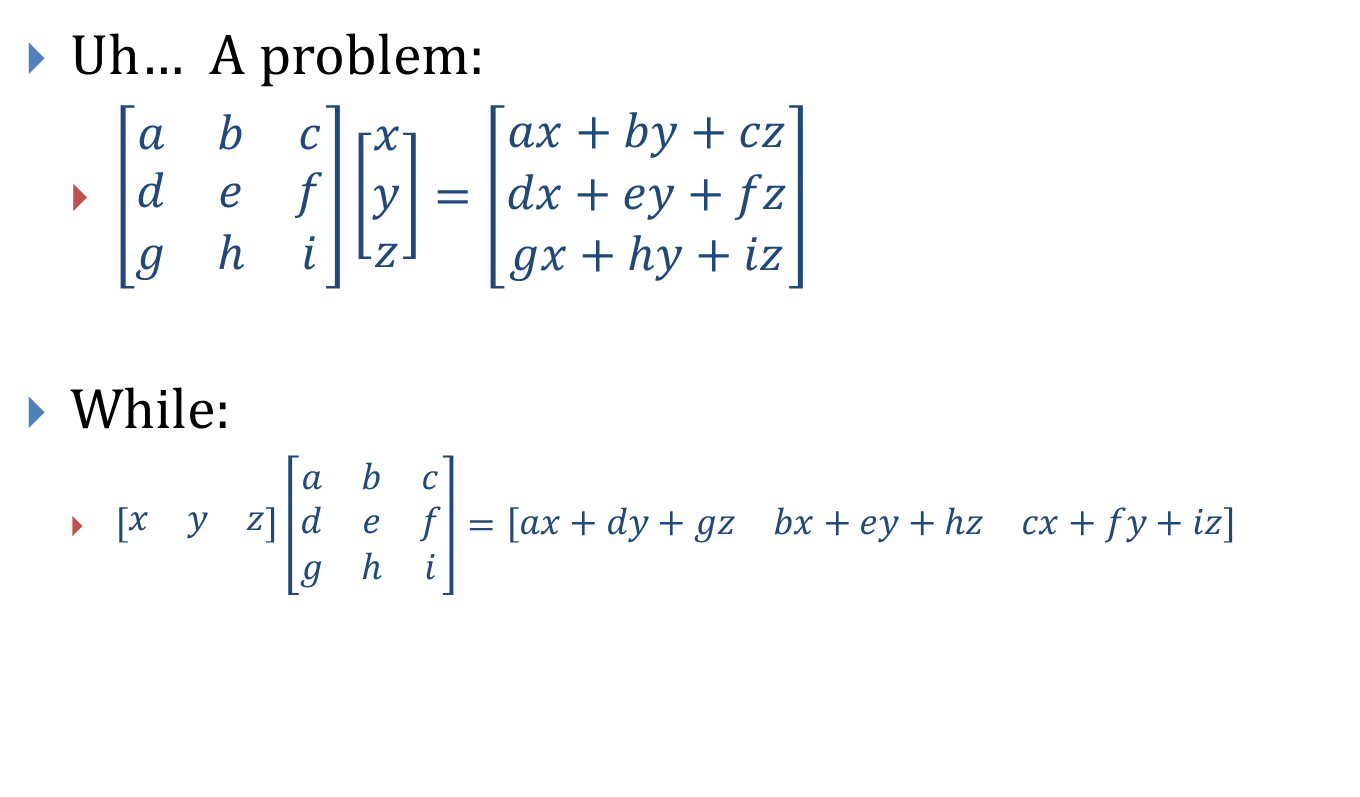 Uh… A problem:
[a b c; d e f; g h i] [x; y; z] = [ax + by + cz; dx + ey + fz; gx + hy + iz]
While:
[x y z] [a b c; d e f; g h i] = [ax + dy + gz bx + ey + hz cx + fy + iz]